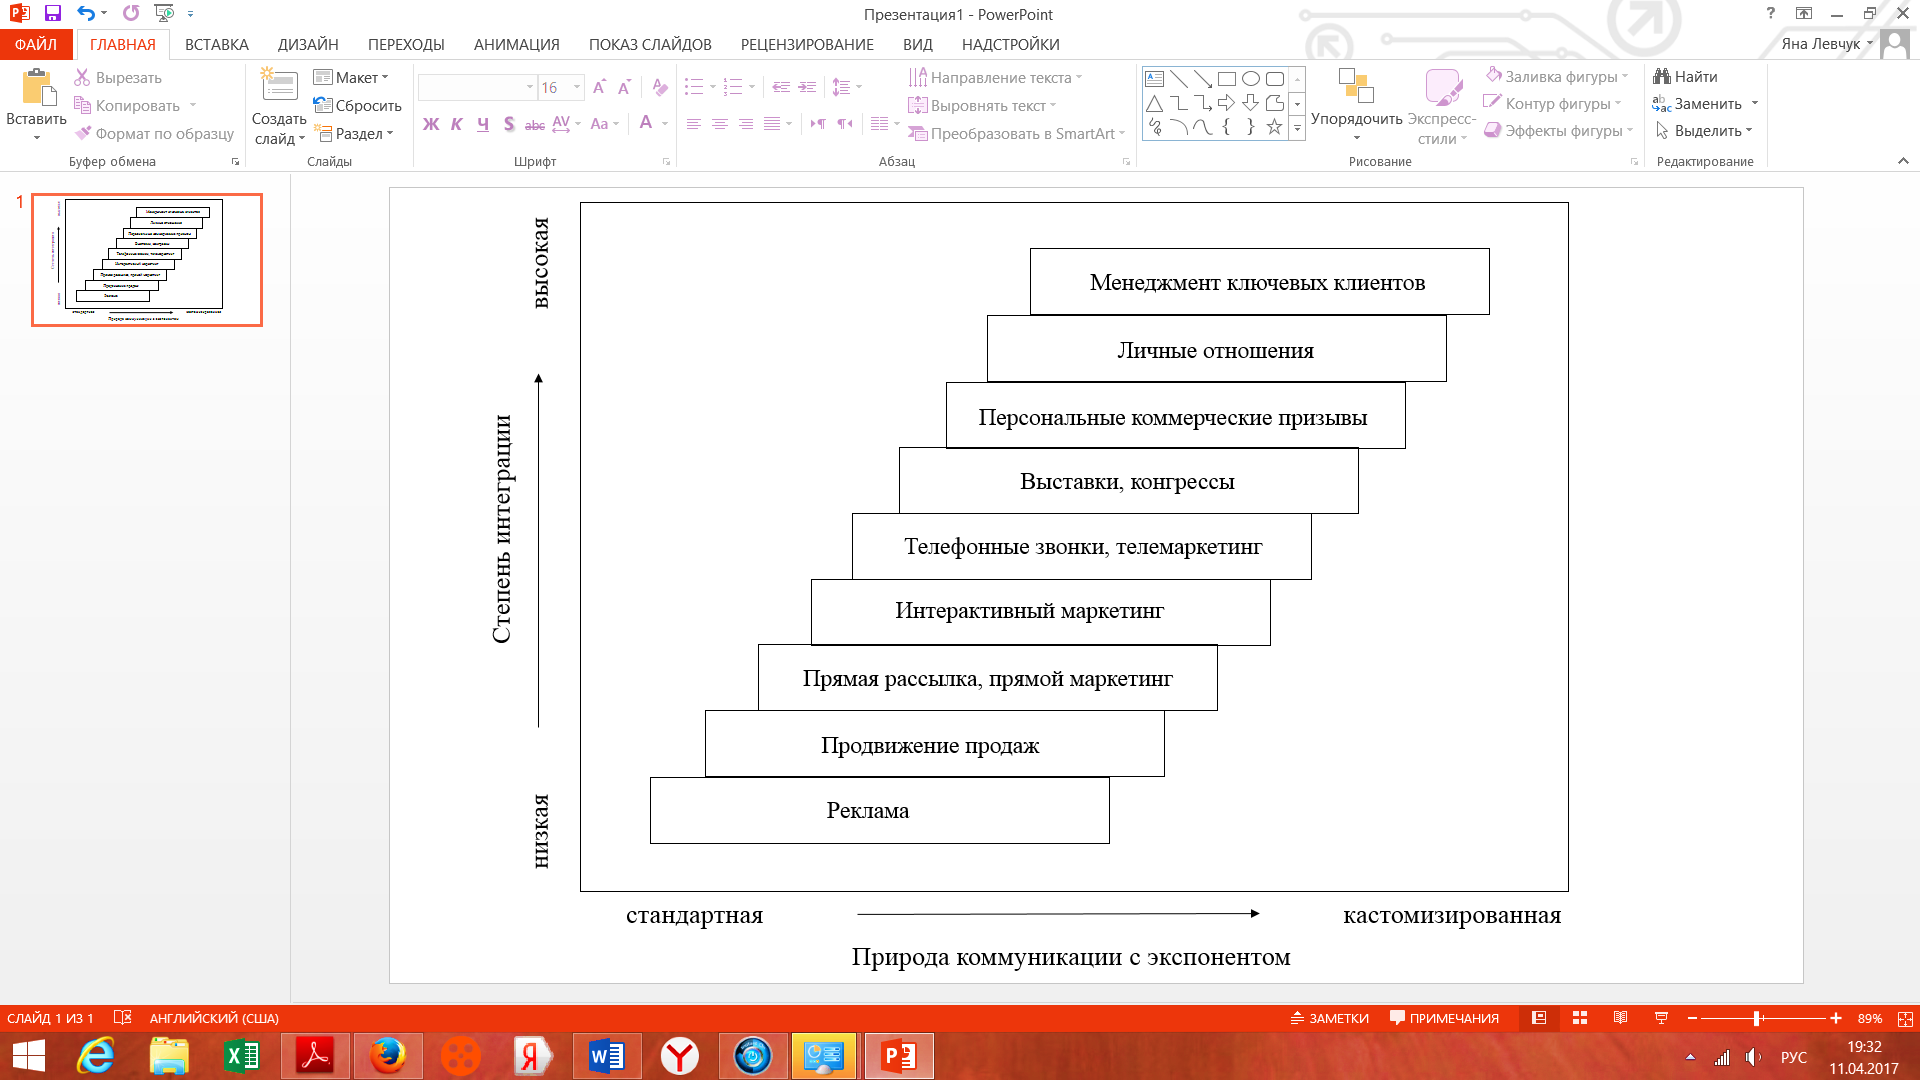 Презентация1 - PowerPoint
ФАЙЛ ГЛАВНАЯ ВСТАВКА ДИЗАЙН ПЕРЕХОДЫ АНИМАЦИЯ ПОКАЗ СЛАЙДОВ РЕЦЕНЗИРОВАНИЕ ВИД НАДСТРОЙКИ Яна Левчук
Вставить
Вырезать
Копировать
Формат по образцу
Буфер обмена
Создать слайд
Макет
Сбросить
Раздел
Слайды
16
Ж К Ч S abc AV Aa A
Шрифт
Направление текста
Выровнять текст
Преобразовать в SmartArt
Абзац
Упорядочить
Экспресс-стили
Заливка фигуры
Контур фигуры
Эффекты фигуры
Рисование
Найти
Заменить
Выделить
Редактирование
1
высокая
Степень интеграции
низкая
Менеджмент ключевых клиентов
Личные отношения
Персональные коммерческие призывы
Выставки, конгрессы
Телефонные звонки, телемаркетинг
Интерактивный маркетинг
Прямая рассылка, прямой маркетинг
Продвижение продаж
Реклама
стандартная кастомизированная
Природа коммуникации с экспонентом
СЛАЙД 1 ИЗ 1 АНГЛИЙСКИЙ (США) ЗАМЕТКИ ПРИМЕЧАНИЯ 89%
РУС
19:32
11.04.2017